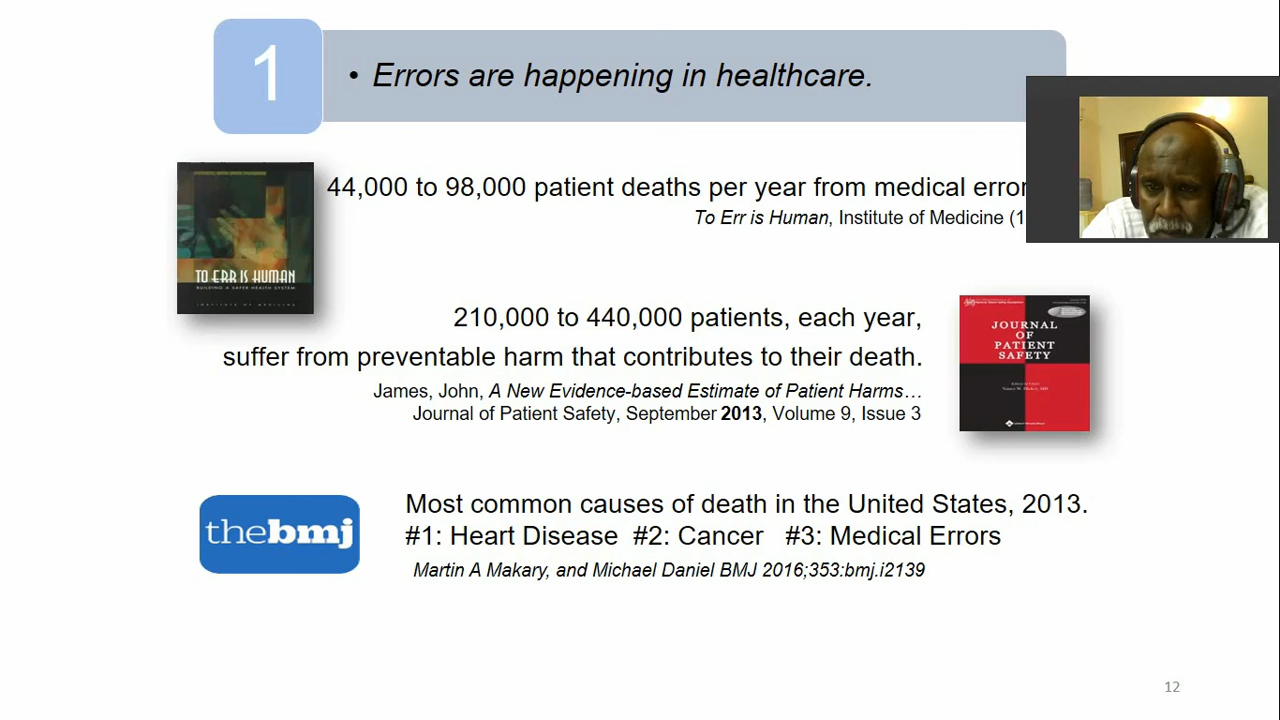 1
• Errors are happening in healthcare.
44,000 to 98,000 patient deaths per year from medical error
To Err is Human, Institute of Medicine (1
TO ERR IS HUMAN
BUILDING A SAFER HEALTH SYSTEM
INSTITUTE OF MEDICINE
210,000 to 440,000 patients, each year,
suffer from preventable harm that contributes to their death.
James, John, A New Evidence-based Estimate of Patient Harms…
Journal of Patient Safety, September 2013, Volume 9, Issue 3
JOURNAL
OF
PATIENT
SAFETY
thebmj
Most common causes of death in the United States, 2013.
#1: Heart Disease #2: Cancer #3: Medical Errors
Martin A Makary, and Michael Daniel BMJ 2016;353:bmj.i2139
12